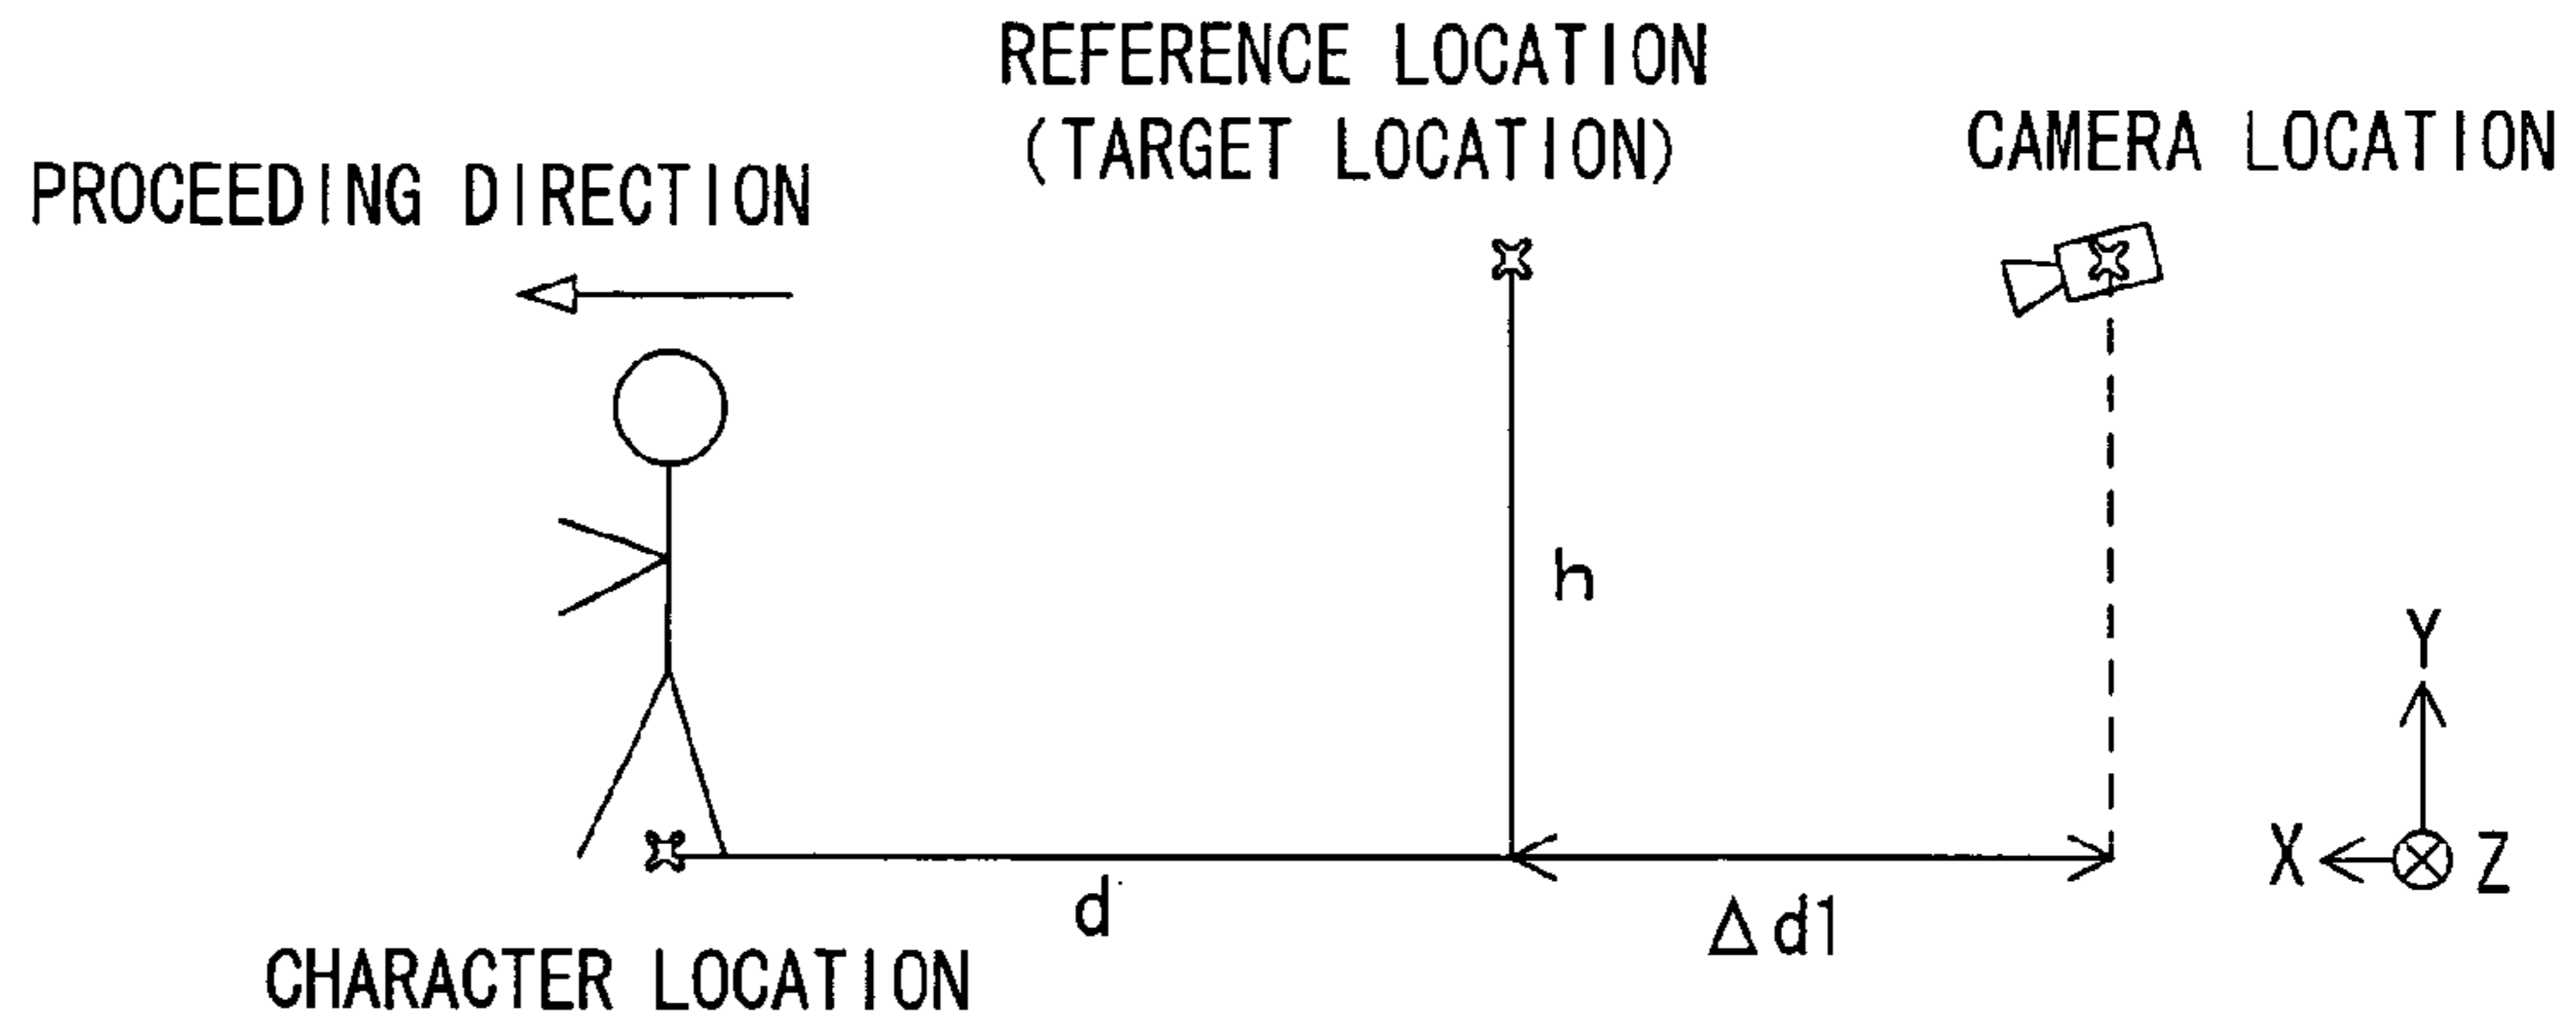 REFERENCE LOCATION
(TARGET LOCATION)
CAMERA LOCATION
PROCEEDING DIRECTION
h
Y
X
Z
d
Δd1
CHARACTER LOCATION